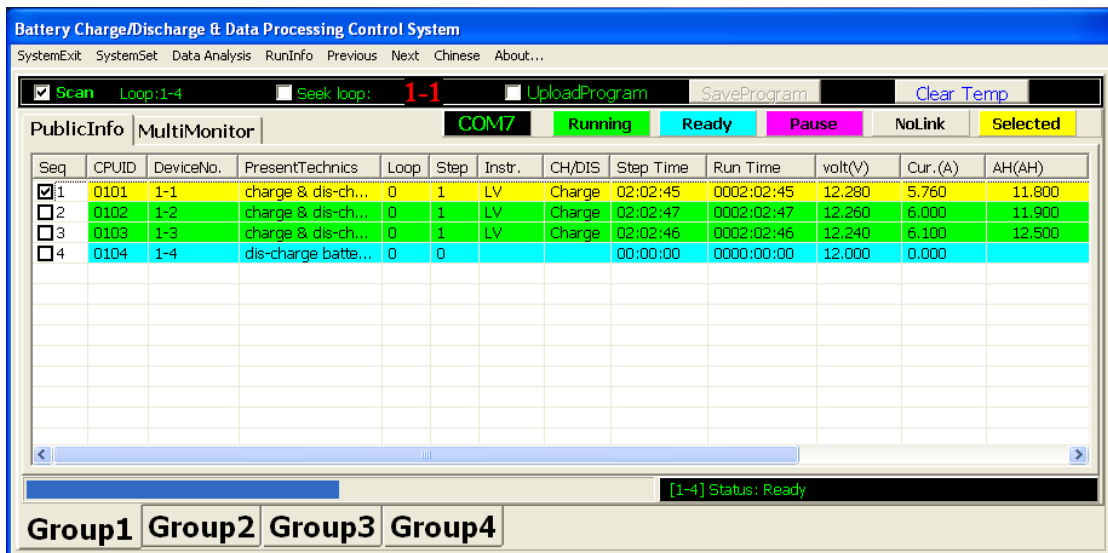 Battery Charge/Discharge & Data Processing Control System
SystemExit SystemSet Data Analysis RunInfo Previous Next Chinese About...
Scan Loop:1-4 Seek loop: 1-1 UploadProgram SaveProgram Clear Temp
PublicInfo MultiMonitor COM7 Running Ready Pause NoLink Selected
Seq CPUID DeviceNo. PresentTechnics Loop Step Instr. CH/DIS Step Time Run Time volt(V) Cur.(A) AH(AH)
1 0101 1-1 charge & dis-ch... 0 1 LV Charge 02:02:45 0002:02:45 12.280 5.760 11.800
2 0102 1-2 charge & dis-ch... 0 1 LV Charge 02:02:47 0002:02:47 12.260 6.000 11.900
3 0103 1-3 charge & dis-ch... 0 1 LV Charge 02:02:46 0002:02:46 12.240 6.100 12.500
4 0104 1-4 dis-charge batte... 0 0 00:00:00 0000:00:00 12.000 0.000
[1-4] Status: Ready
Group1 Group2 Group3 Group4